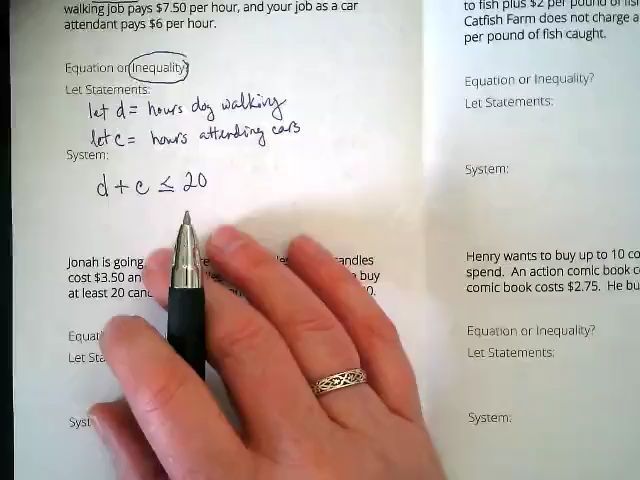 walking job pays $7.50 per hour, and your job as a car
attendant pays $6 per hour.
Equation or Inequality?
Let Statements:
let d = hours dog walking
let c = hours attending cars
System:
d + c ≤ 20
Jonah is going
candles
cost $3.50 an
buy
at least 20 cand
0.
Equat
Let Sta
Syst
to fish plus $2 per pound of fis
Catfish Farm does not charge a
per pound of fish caught.
Equation or Inequality?
Let Statements:
System:
Henry wants to buy up to 10 co
spend. An action comic book c
comic book costs $2.75. He bu
Equation or Inequality?
Let Statements:
System: